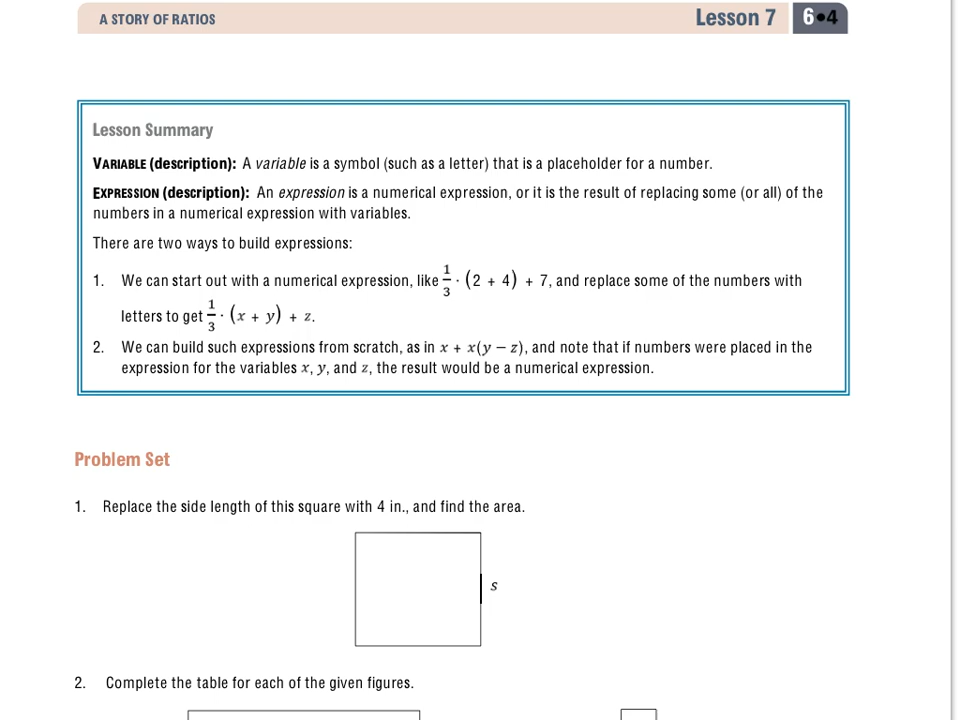 A STORY OF RATIOS
Lesson 7
6•4
Lesson Summary
VARIABLE (description): A variable is a symbol (such as a letter) that is a placeholder for a number.
EXPRESSION (description): An expression is a numerical expression, or it is the result of replacing some (or all) of the
numbers in a numerical expression with variables.
There are two ways to build expressions:
1. We can start out with a numerical expression, like 1/3 · (2 + 4) + 7, and replace some of the numbers with
letters to get 1/3 · (x + y) + z.
2. We can build such expressions from scratch, as in x + x(y − z), and note that if numbers were placed in the
expression for the variables x, y, and z, the result would be a numerical expression.
Problem Set
1. Replace the side length of this square with 4 in., and find the area.
s
2. Complete the table for each of the given figures.